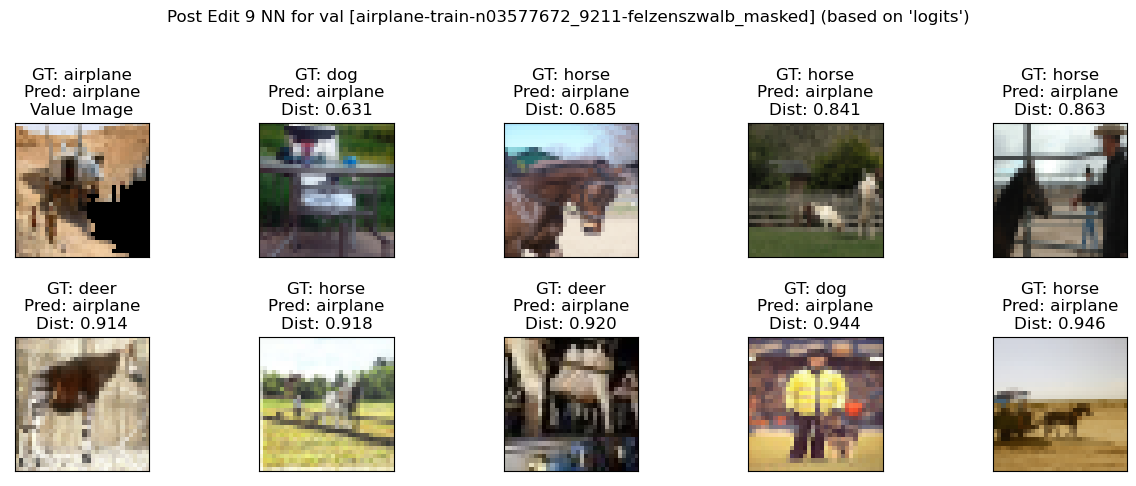 Post Edit 9 NN for val [airplane-train-n03577672_9211-felzenszwalb_masked] (based on 'logits')
GT: airplane
Pred: airplane
Value Image
GT: dog
Pred: airplane
Dist: 0.631
GT: horse
Pred: airplane
Dist: 0.685
GT: horse
Pred: airplane
Dist: 0.841
GT: horse
Pred: airplane
Dist: 0.863
GT: deer
Pred: airplane
Dist: 0.914
GT: horse
Pred: airplane
Dist: 0.918
GT: deer
Pred: airplane
Dist: 0.920
GT: dog
Pred: airplane
Dist: 0.944
GT: horse
Pred: airplane
Dist: 0.946